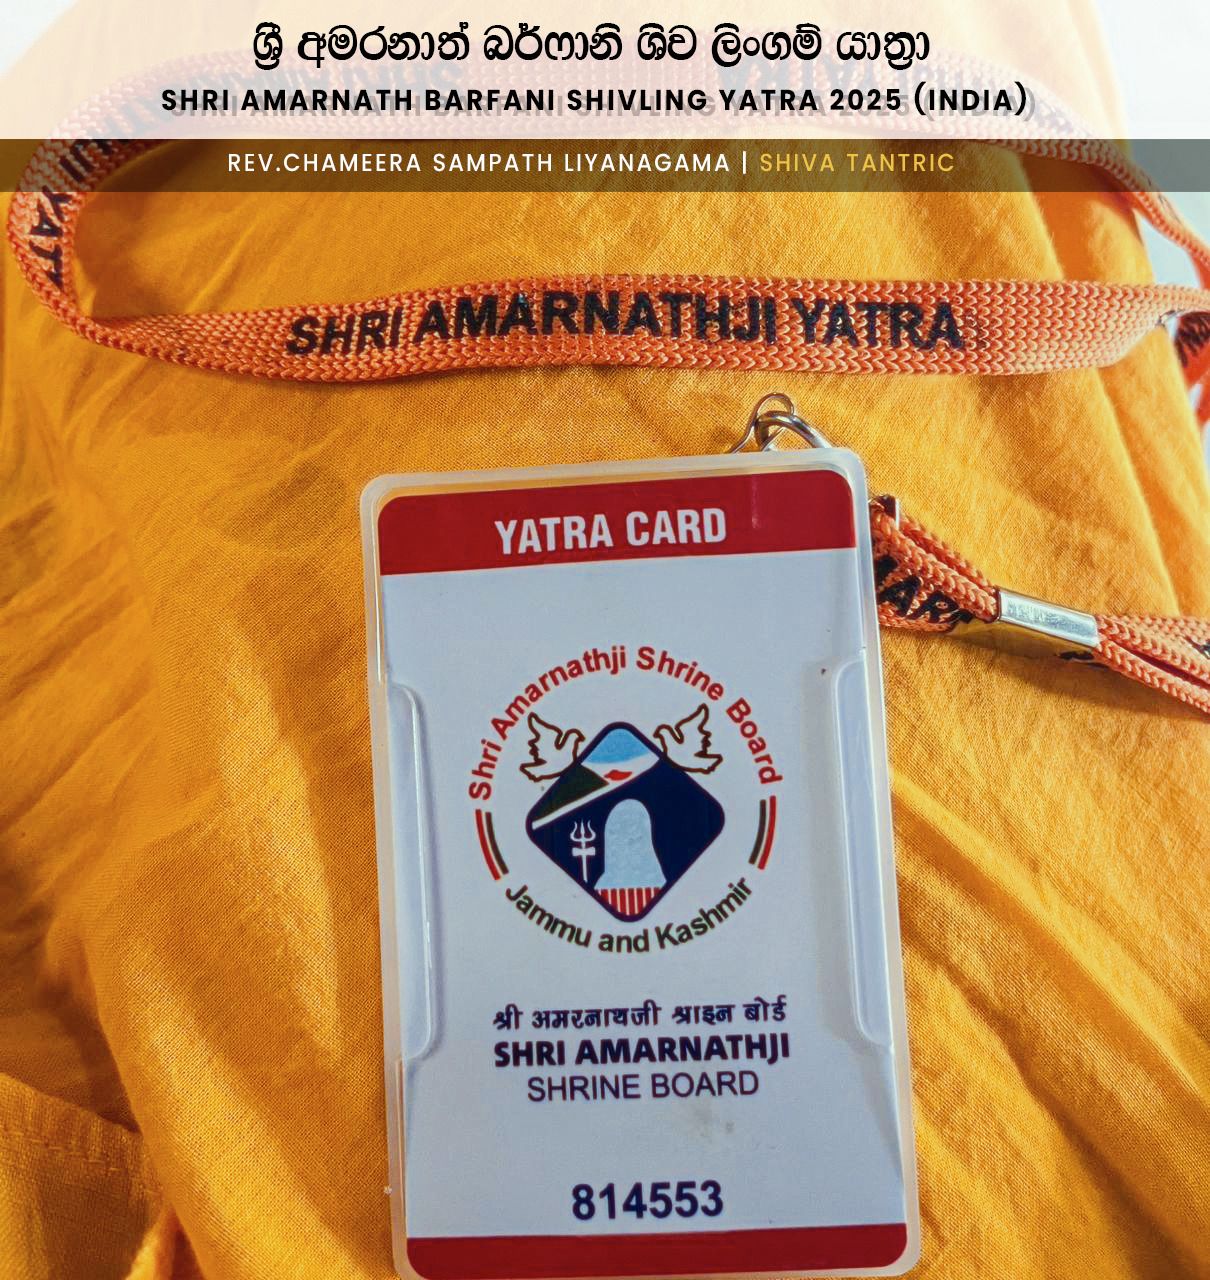 ශ්‍රී අමරනාත් බර්ෆානි ශිව ලිංගම් යාත්‍රා
SHRI AMARNATH BARFANI SHIVLING YATRA 2025 (INDIA)
REV.CHAMEERA SAMPATH LIYANAGAMA | SHIVA TANTRIC
SHRI AMARNATHJI YATRA
YATRA CARD
Shri Amarnathji Shrine Board
Jammu and Kashmir
श्री अमरनाथजी श्राइन बोर्ड
SHRI AMARNATHJI
SHRINE BOARD
814553